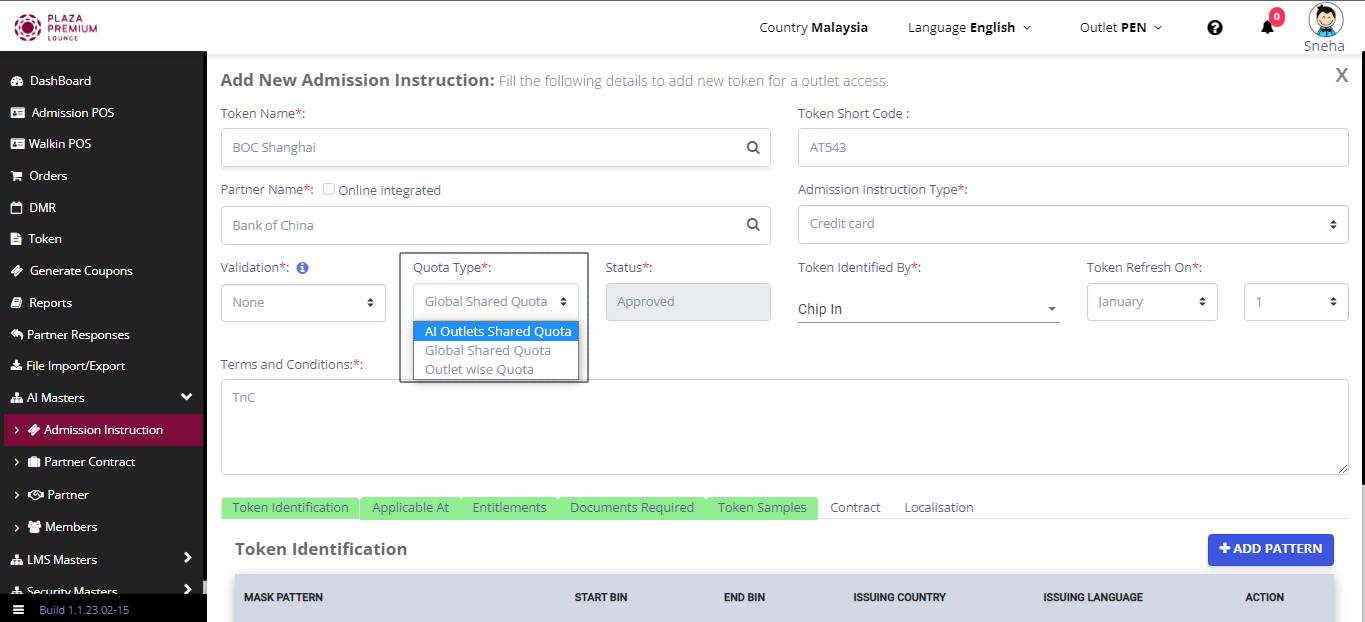 PLAZA
PREMIUM
LOUNGE
Country Malaysia
Language English
Outlet PEN
0
Sneha
DashBoard
Admission POS
Walkin POS
Orders
DMR
Token
Generate Coupons
Reports
Partner Responses
File Import/Export
AI Masters
Admission Instruction
Partner Contract
Partner
Members
LMS Masters
Security Masters
Build 1.1.23.02-15
Add New Admission Instruction: Fill the following details to add new token for a outlet access.
X
Token Name*:
Token Short Code :
BOC Shanghai
AT543
Partner Name*: Online integrated
Admission Instruction Type*:
Bank of China
Credit card
Validation*:
Quota Type*:
Status*:
Token Identified By*:
Token Refresh On*:
None
Global Shared Quota
Approved
Chip In
January
1
AI Outlets Shared Quota
Global Shared Quota
Outlet wise Quota
Terms and Conditions:*:
TnC
Token Identification
Applicable At
Entitlements
Documents Required
Token Samples
Contract
Localisation
Token Identification
ADD PATTERN
MASK PATTERN
START BIN
END BIN
ISSUING COUNTRY
ISSUING LANGUAGE
ACTION